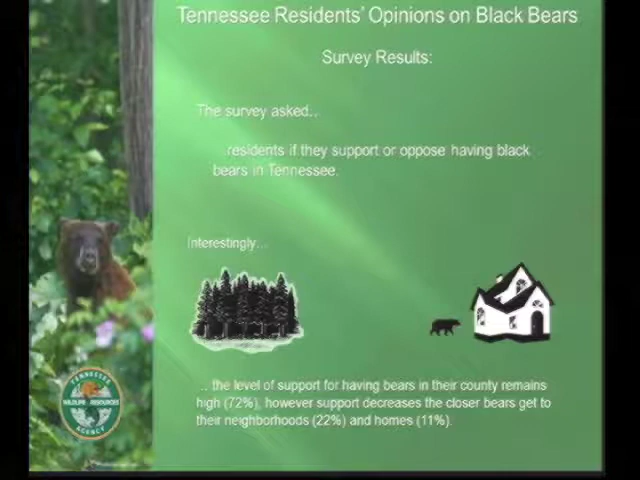 Tennessee Residents' Opinions on Black Bears
Survey Results:
The survey asked...
...residents if they support or oppose having black
bears in Tennessee.
Interestingly...
... the level of support for having bears in their county remains
high (72%), however support decreases the closer bears get to
their neighborhoods (22%) and homes (11%).
TENNESSEE
WILDLIFE RESOURCES
AGENCY